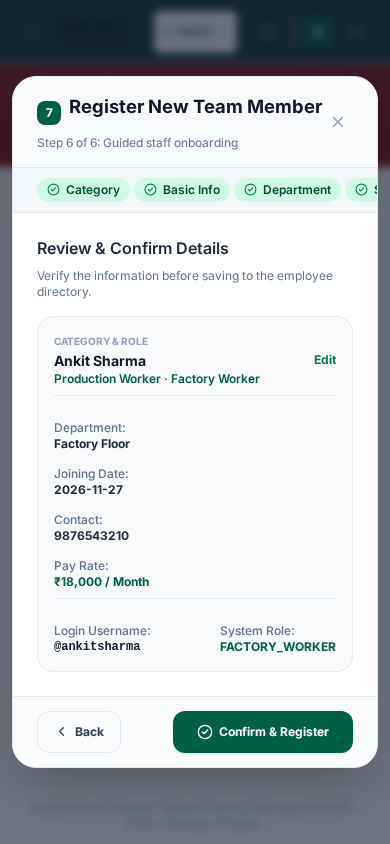 7 Register New Team Member
Step 6 of 6: Guided staff onboarding
Category Basic Info Department
Review & Confirm Details
Verify the information before saving to the employee
directory.
CATEGORY & ROLE
Ankit Sharma Edit
Production Worker · Factory Worker
Department:
Factory Floor
Joining Date:
2026-11-27
Contact:
9876543210
Pay Rate:
₹18,000 / Month
Login Username: System Role:
@ankitsharma FACTORY_WORKER
Back Confirm & Register